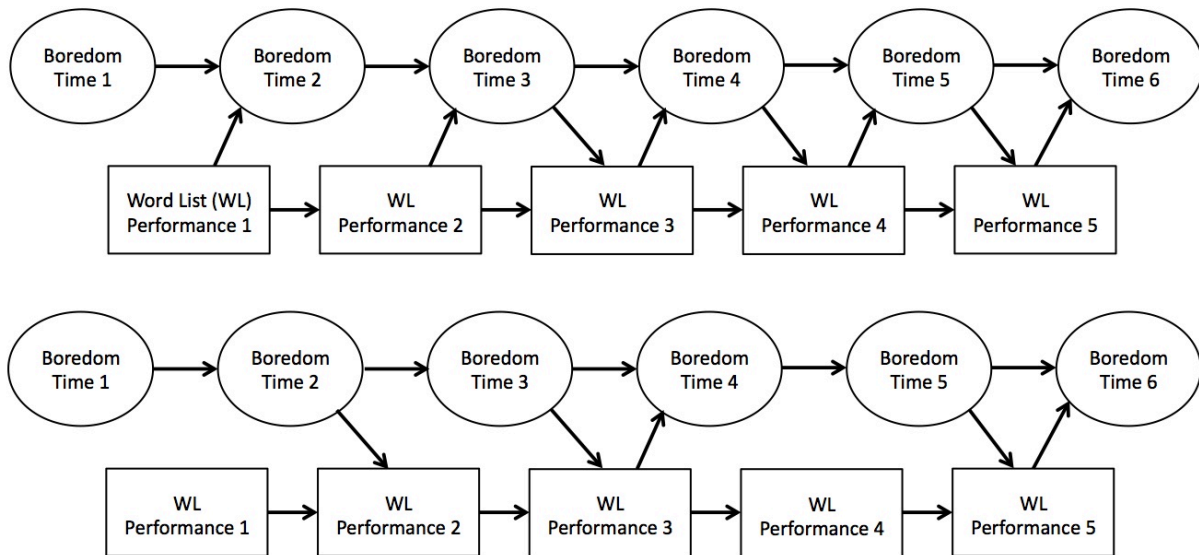 Boredom
Time 1
Boredom
Time 2
Boredom
Time 3
Boredom
Time 4
Boredom
Time 5
Boredom
Time 6
Word List (WL)
Performance 1
WL
Performance 2
WL
Performance 3
WL
Performance 4
WL
Performance 5
Boredom
Time 1
Boredom
Time 2
Boredom
Time 3
Boredom
Time 4
Boredom
Time 5
Boredom
Time 6
WL
Performance 1
WL
Performance 2
WL
Performance 3
WL
Performance 4
WL
Performance 5